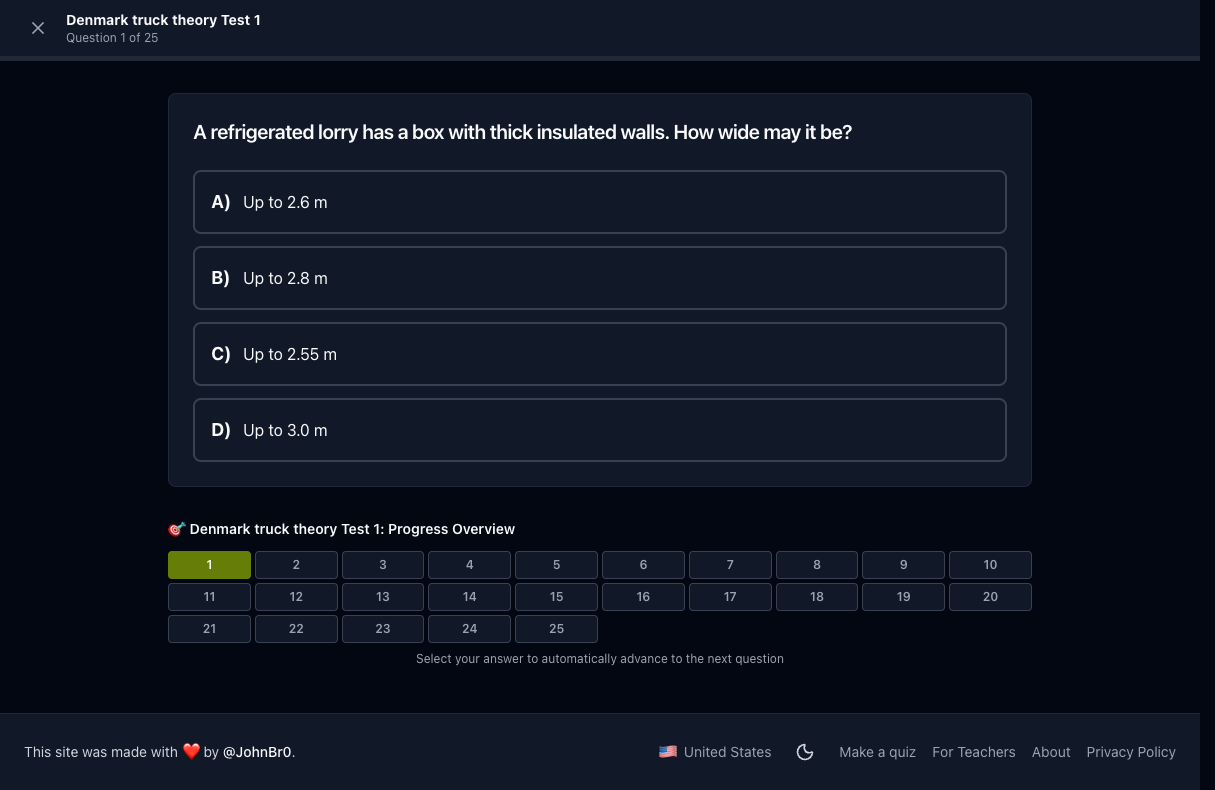 Denmark truck theory Test 1
Question 1 of 25
A refrigerated lorry has a box with thick insulated walls. How wide may it be?
A) Up to 2.6 m
B) Up to 2.8 m
C) Up to 2.55 m
D) Up to 3.0 m
🎯 Denmark truck theory Test 1: Progress Overview
1 2 3 4 5 6 7 8 9 10
11 12 13 14 15 16 17 18 19 20
21 22 23 24 25
Select your answer to automatically advance to the next question
This site was made with ❤️ by @JohnBr0. 🇺🇸 United States Make a quiz For Teachers About Privacy Policy